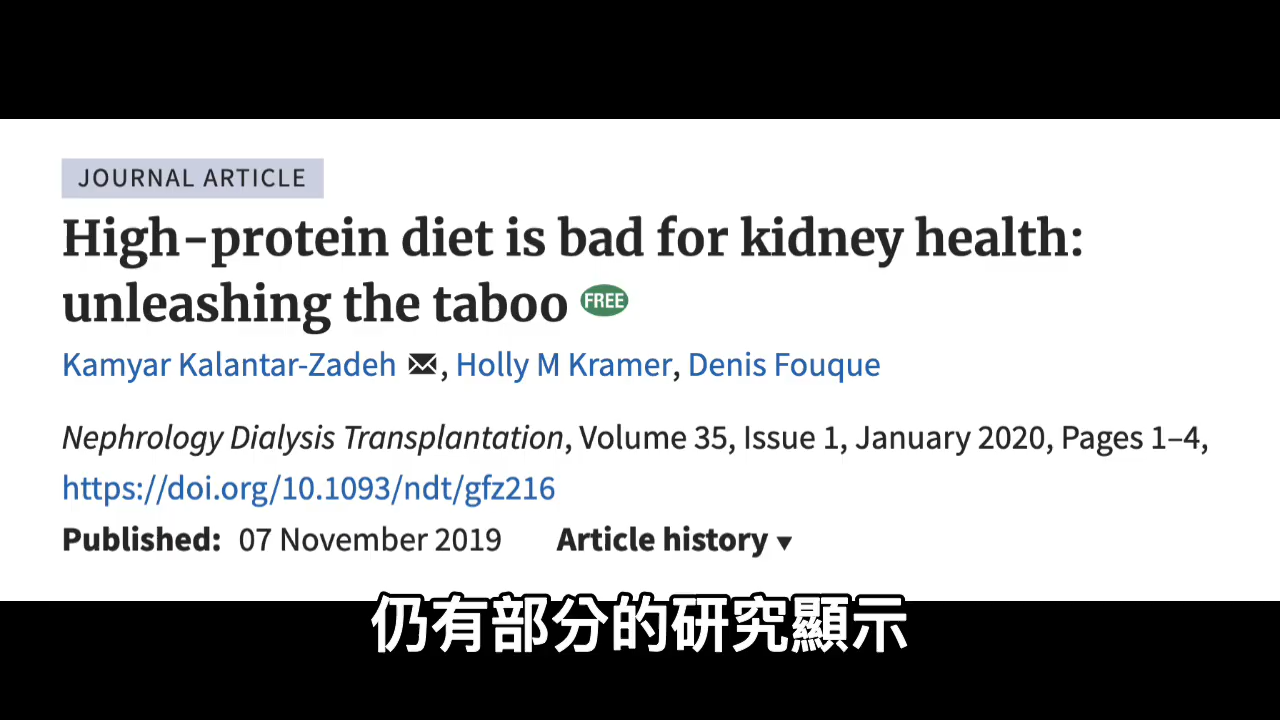 JOURNAL ARTICLE
High-protein diet is bad for kidney health:
unleashing the taboo FREE
Kamyar Kalantar-Zadeh ✉, Holly M Kramer, Denis Fouque
Nephrology Dialysis Transplantation, Volume 35, Issue 1, January 2020, Pages 1–4,
https://doi.org/10.1093/ndt/gfz216
Published: 07 November 2019 Article history ▾
仍有部分的研究顯示